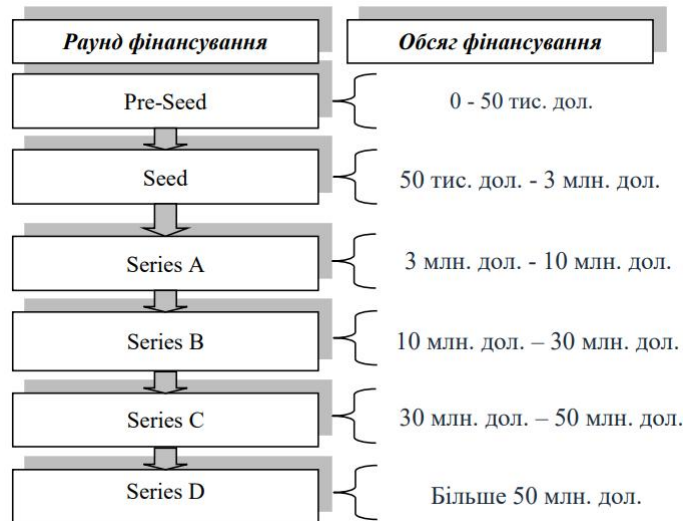 Раунд фінансування
Обсяг фінансування
Pre-Seed
0 - 50 тис. дол.
Seed
50 тис. дол. - 3 млн. дол.
Series A
3 млн. дол. - 10 млн. дол.
Series B
10 млн. дол. – 30 млн. дол.
Series C
30 млн. дол. – 50 млн. дол.
Series D
Більше 50 млн. дол.